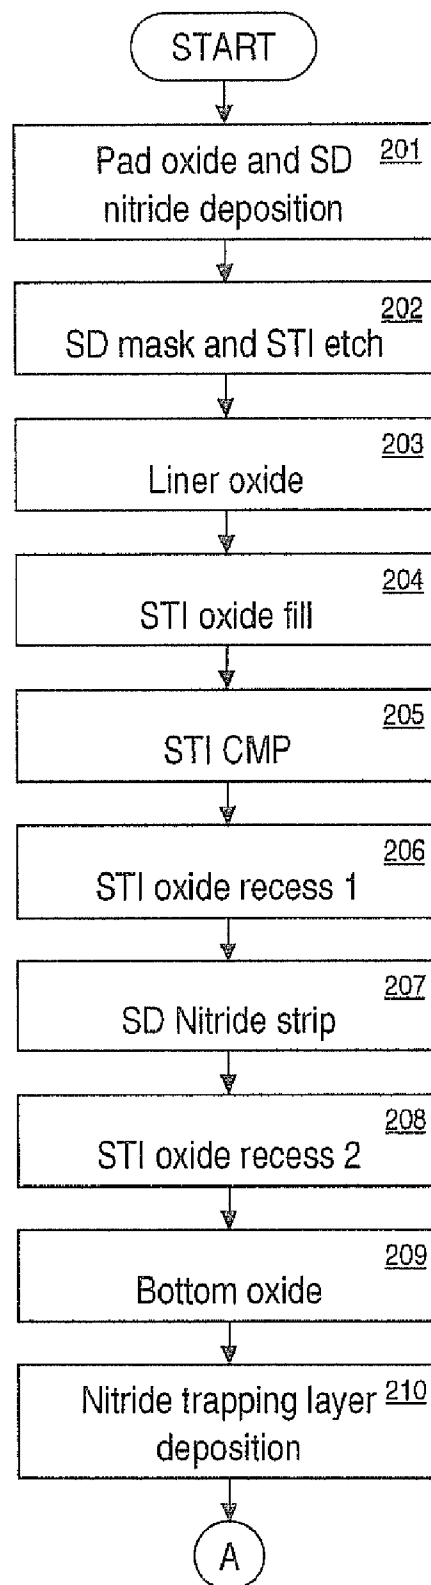 START
201
Pad oxide and SD
nitride deposition
202
SD mask and STI etch
203
Liner oxide
204
STI oxide fill
205
STI CMP
206
STI oxide recess 1
207
SD Nitride strip
208
STI oxide recess 2
209
Bottom oxide
210
Nitride trapping layer
deposition
A